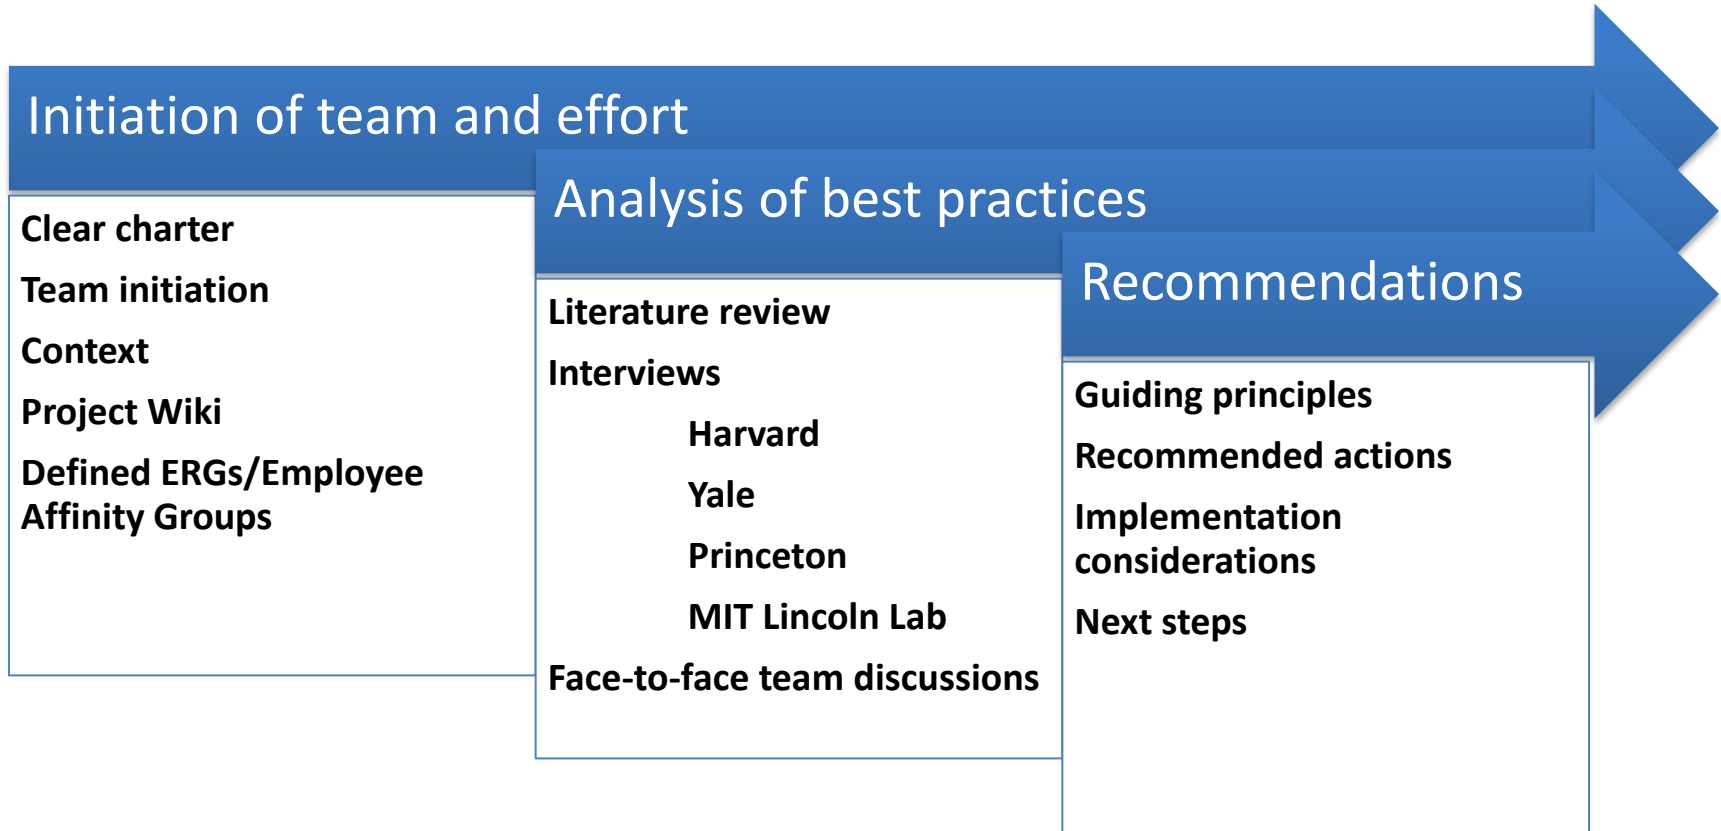 Initiation of team and effort
Clear charter
Team initiation
Context
Project Wiki
Defined ERGs/Employee
Affinity Groups
Analysis of best practices
Literature review
Interviews
Harvard
Yale
Princeton
MIT Lincoln Lab
Face-to-face team discussions
Recommendations
Guiding principles
Recommended actions
Implementation
considerations
Next steps